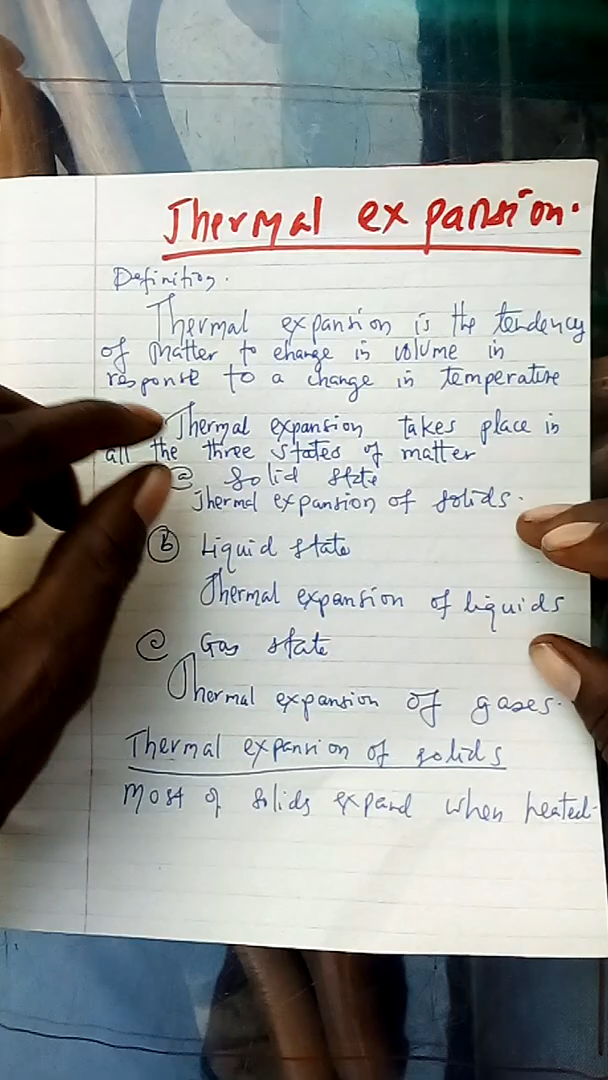 Thermal expansion.
Definition.
Thermal expansion is the tendency
of matter to change in volume in
response to a change in temperature
Thermal expansion takes place in
all the three states of matter
(a) Solid state
Thermal expansion of solids.
(b) Liquid state
Thermal expansion of liquids
(c) Gas state
Thermal expansion of gases.
Thermal expansion of solids
Most of solids expand when heated.